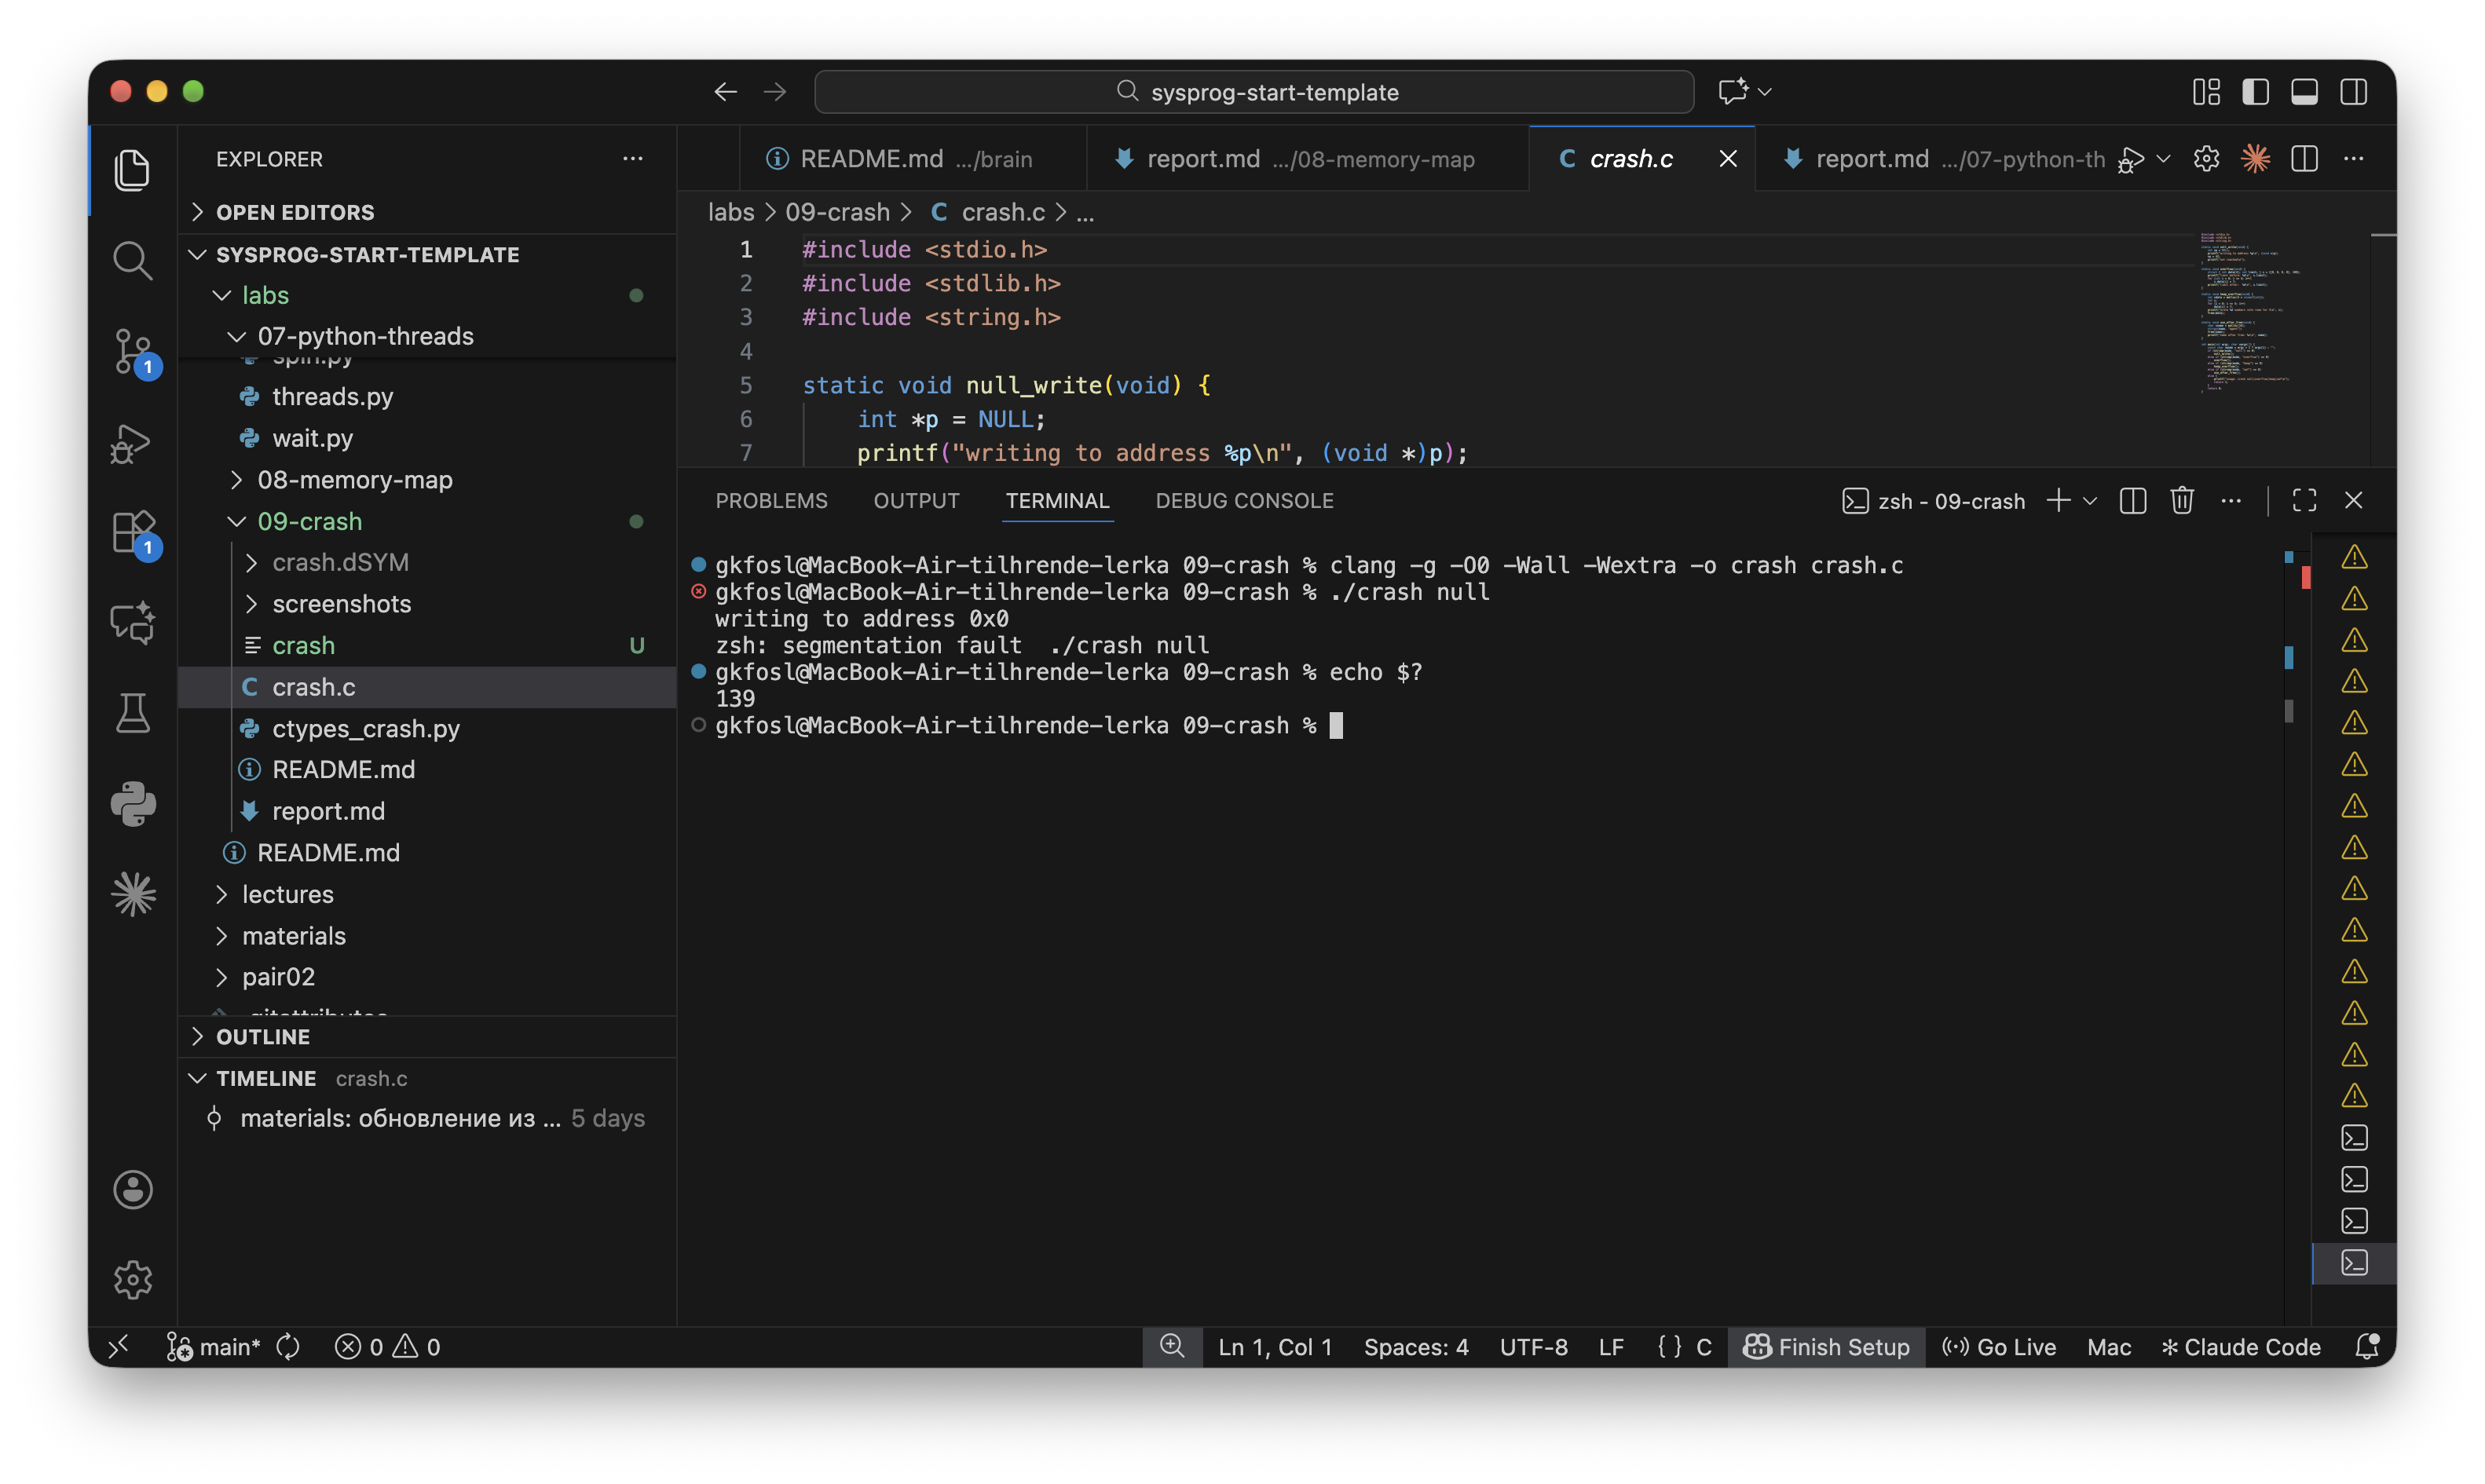 sysprog-start-template
EXPLORER
OPEN EDITORS
SYSPROG-START-TEMPLATE
labs
07-python-threads
spin.py
threads.py
wait.py
08-memory-map
09-crash
crash.dSYM
screenshots
crash U
crash.c
ctypes_crash.py
README.md
report.md
README.md
lectures
materials
pair02
.gitattributes
OUTLINE
TIMELINE crash.c
materials: обновление из ... 5 days
README.md .../brain
report.md .../08-memory-map
C crash.c
report.md .../07-python-th
labs > 09-crash > C crash.c > ...
1 #include <stdio.h>
2 #include <stdlib.h>
3 #include <string.h>
4
5 static void null_write(void) {
6 int *p = NULL;
7 printf("writing to address %p\n", (void *)p);
PROBLEMS OUTPUT TERMINAL DEBUG CONSOLE
zsh - 09-crash
gkfosl@MacBook-Air-tilhrende-lerka 09-crash % clang -g -O0 -Wall -Wextra -o crash crash.c
gkfosl@MacBook-Air-tilhrende-lerka 09-crash % ./crash null
writing to address 0x0
zsh: segmentation fault ./crash null
gkfosl@MacBook-Air-tilhrende-lerka 09-crash % echo $?
139
gkfosl@MacBook-Air-tilhrende-lerka 09-crash %
1
1
main* 0 0
Ln 1, Col 1 Spaces: 4 UTF-8 LF {} C Finish Setup Go Live Mac Claude Code